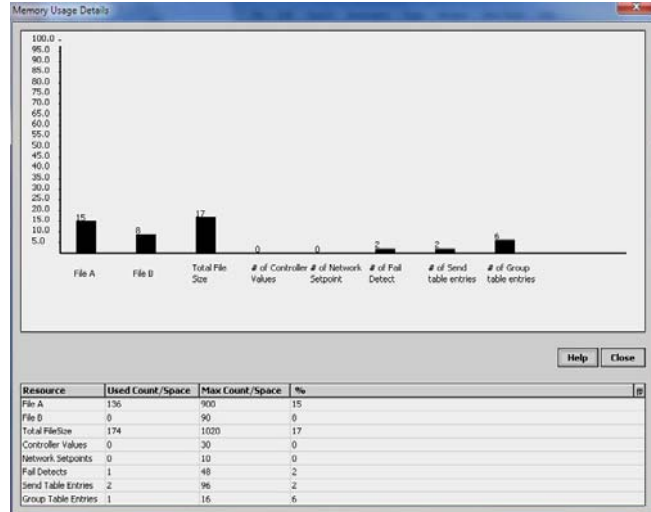 Memory Usage Details
100.0
95.0
90.0
85.0
80.0
75.0
70.0
65.0
60.0
55.0
50.0
45.0
40.0
35.0
30.0
25.0
20.0
15.0
10.0
5.0
15
8
17
0
0
2
2
6
File A
File B
Total File Size
# of Controller Values
# of Network Setpoint
# of Fail Detect
# of Send table entries
# of Group table entries
Help Close
Resource Used Count/Space Max Count/Space %
File A 136 900 15
File B 0 90 0
Total FileSize 174 1020 17
Controller Values 0 30 0
Network Setpoints 0 10 0
Fail Detects 1 48 2
Send Table Entries 2 96 2
Group Table Entries 1 16 6